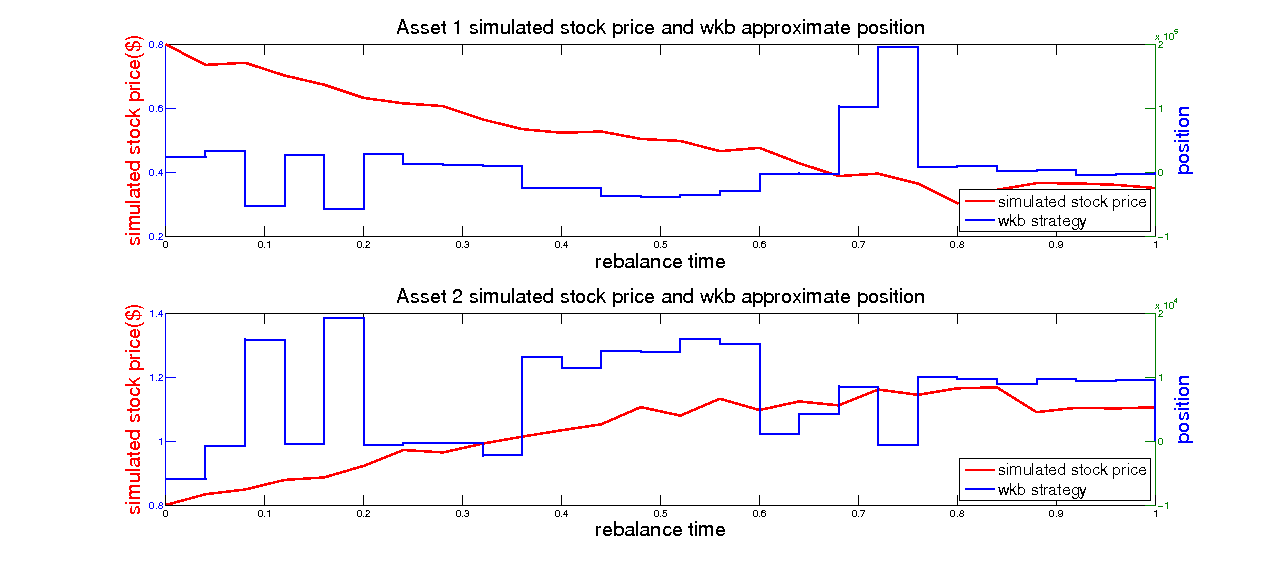 Asset 1 simulated stock price and wkb approximate position
x 10^5
0.8
0.6
0.4
0.2
simulated stock price($)
2
1
0
-1
position
simulated stock price
wkb strategy
0 0.1 0.2 0.3 0.4 0.5 0.6 0.7 0.8 0.9 1
rebalance time
Asset 2 simulated stock price and wkb approximate position
x 10^4
1.4
1.2
1
0.8
simulated stock price($)
2
1
0
-1
position
simulated stock price
wkb strategy
0 0.1 0.2 0.3 0.4 0.5 0.6 0.7 0.8 0.9 1
rebalance time